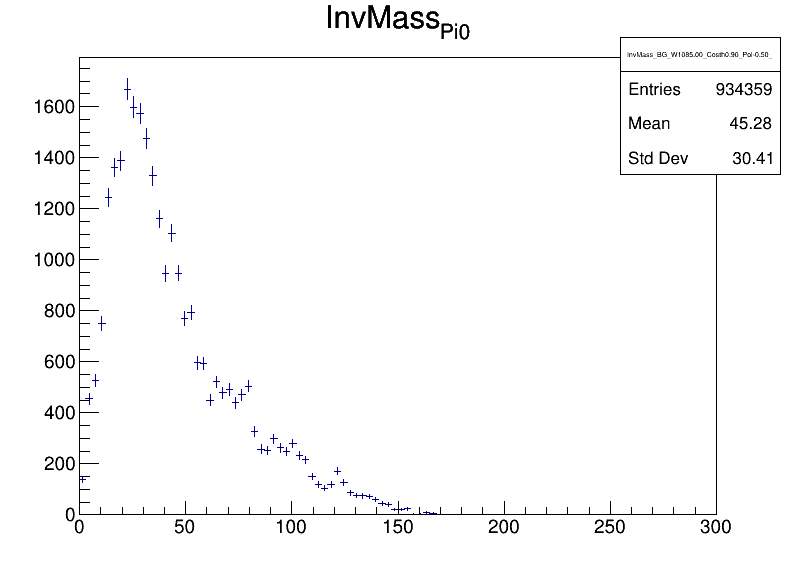 InvMass_Pi0
InvMass_BG_W1085.00_Costh0.90_Pol-0.50_
Entries 934359
Mean 45.28
Std Dev 30.41
1600
1400
1200
1000
800
600
400
200
0
0 50 100 150 200 250 300